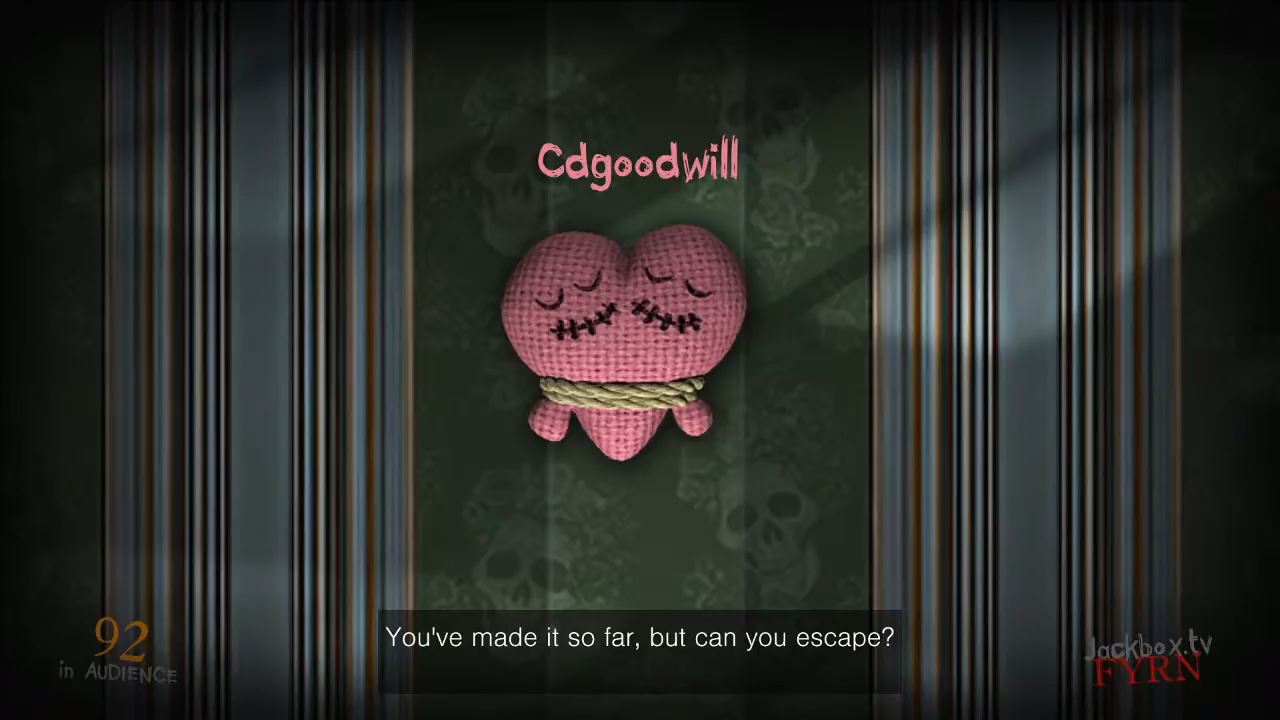 Cdgoodwill
You've made it so far, but can you escape?
92
in AUDIENCE
Jackbox.tv
FYRN